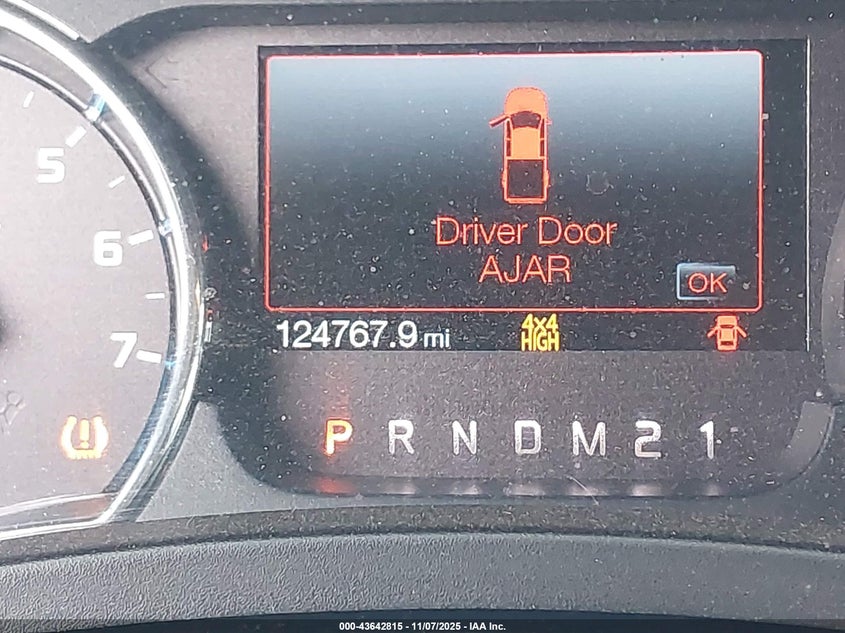 5
6
7
Driver Door
AJAR
OK
124767.9 mi
4x4
HIGH
P R N D M 2 1
000-43642815 - 11/07/2025 - IAA Inc.